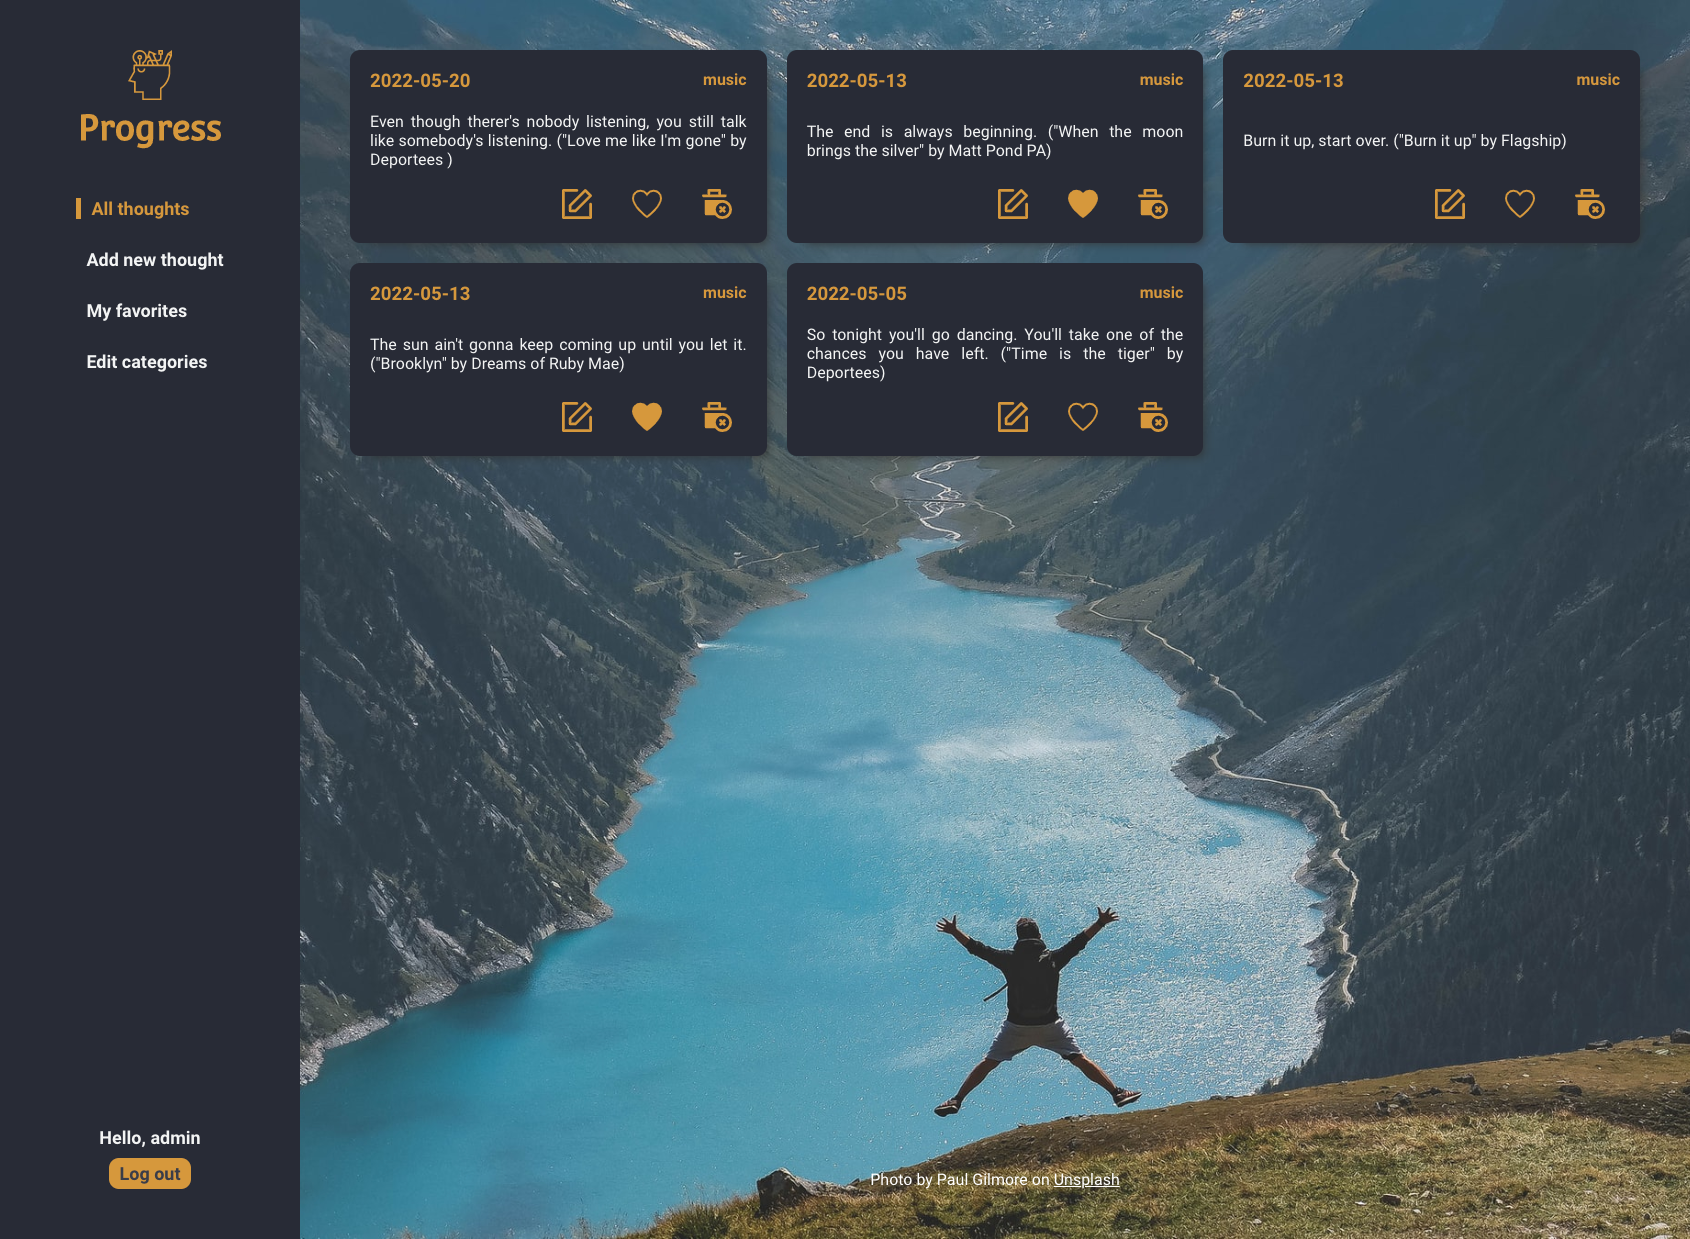 Progress
All thoughts
Add new thought
My favorites
Edit categories
Hello, admin
Log out
2022-05-20
music
Even though therer's nobody listening, you still talk
like somebody's listening. ("Love me like I'm gone" by
Deportees )
2022-05-13
music
The end is always beginning. ("When the moon
brings the silver" by Matt Pond PA)
2022-05-13
music
Burn it up, start over. ("Burn it up" by Flagship)
2022-05-13
music
The sun ain't gonna keep coming up until you let it.
("Brooklyn" by Dreams of Ruby Mae)
2022-05-05
music
So tonight you'll go dancing. You'll take one of the
chances you have left. ("Time is the tiger" by
Deportees)
Photo by Paul Gilmore on Unsplash